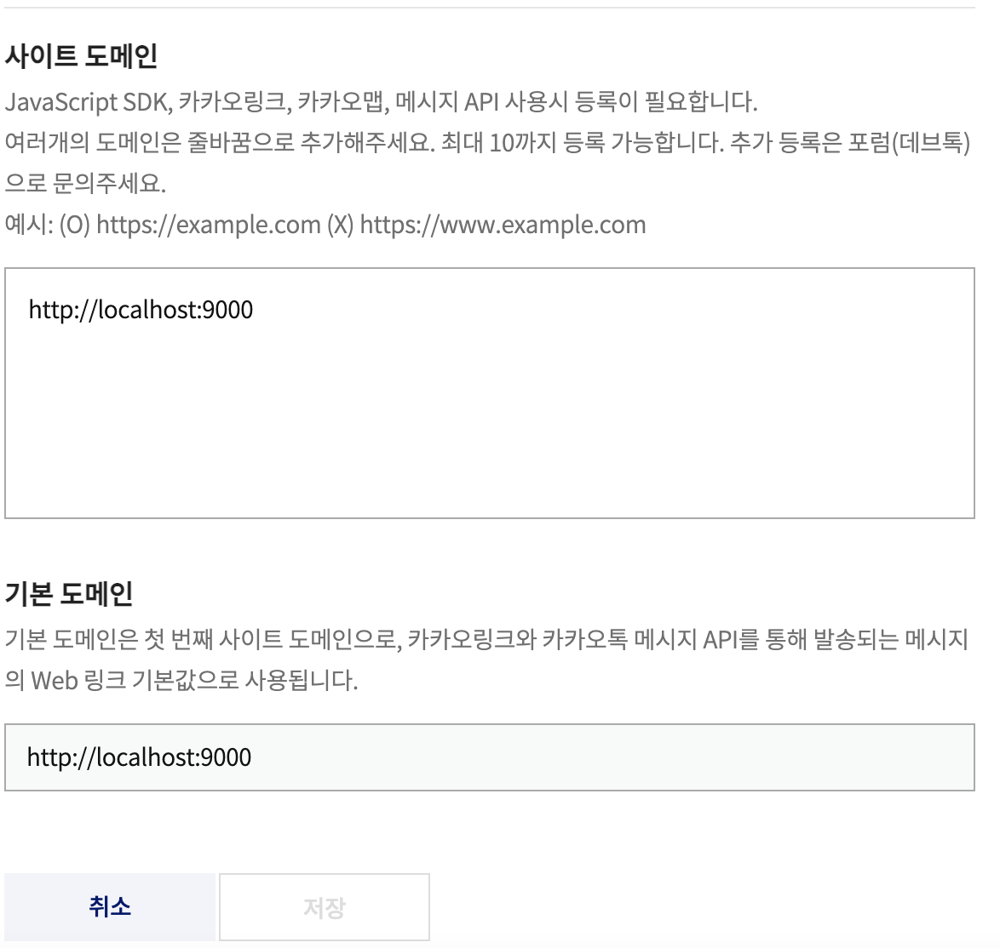 사이트 도메인
JavaScript SDK, 카카오링크, 카카오맵, 메시지 API 사용시 등록이 필요합니다.
여러개의 도메인은 줄바꿈으로 추가해주세요. 최대 10까지 등록 가능합니다. 추가 등록은 포럼(데브톡)
으로 문의주세요.
예시: (O) https://example.com (X) https://www.example.com
http://localhost:9000
기본 도메인
기본 도메인은 첫 번째 사이트 도메인으로, 카카오링크와 카카오톡 메시지 API를 통해 발송되는 메시지
의 Web 링크 기본값으로 사용됩니다.
http://localhost:9000
취소 저장